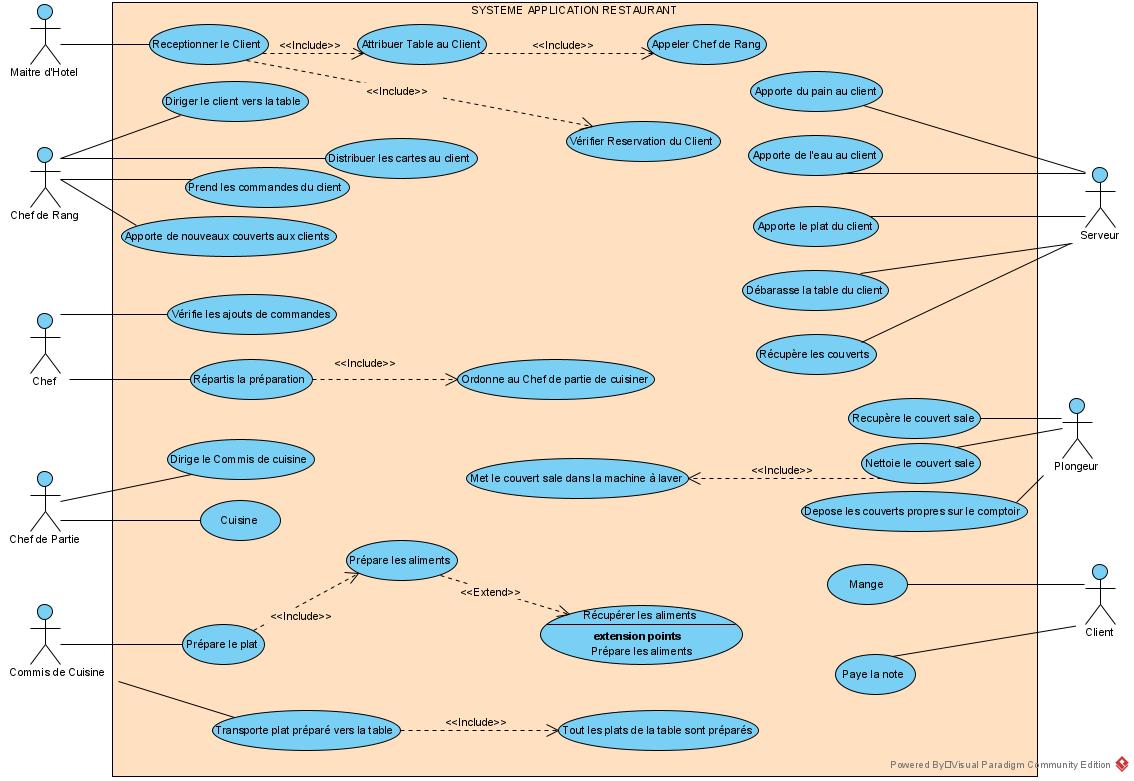 SYSTEME APPLICATION RESTAURANT
Receptionner le Client
<<Include>>
Attribuer Table au Client
<<Include>>
Appeler Chef de Rang
Maitre d'Hotel
<<Include>>
Diriger le client vers la table
Apporte du pain au client
Vérifier Reservation du Client
Distribuer les cartes au client
Apporte de l'eau au client
Prend les commandes du client
Chef de Rang
Apporte de nouveaux couverts aux clients
Apporte le plat du client
Serveur
Débarasse la table du client
Vérifie les ajouts de commandes
Récupère les couverts
<<Include>>
Chef
Répartis la préparation
Ordonne au Chef de partie de cuisiner
Recupère le couvert sale
Dirige le Commis de cuisine
Nettoie le couvert sale
Plongeur
<<Include>>
Met le couvert sale dans la machine à laver
Depose les couverts propres sur le comptoir
Cuisine
Chef de Partie
Prépare les aliments
Mange
<<Extend>>
<<Include>>
Récupérer les aliments
extension points
Prépare les aliments
Client
Prépare le plat
Commis de Cuisine
Paye la note
Transporte plat préparé vers la table
<<Include>>
Tout les plats de la table sont préparés
Powered By Visual Paradigm Community Edition